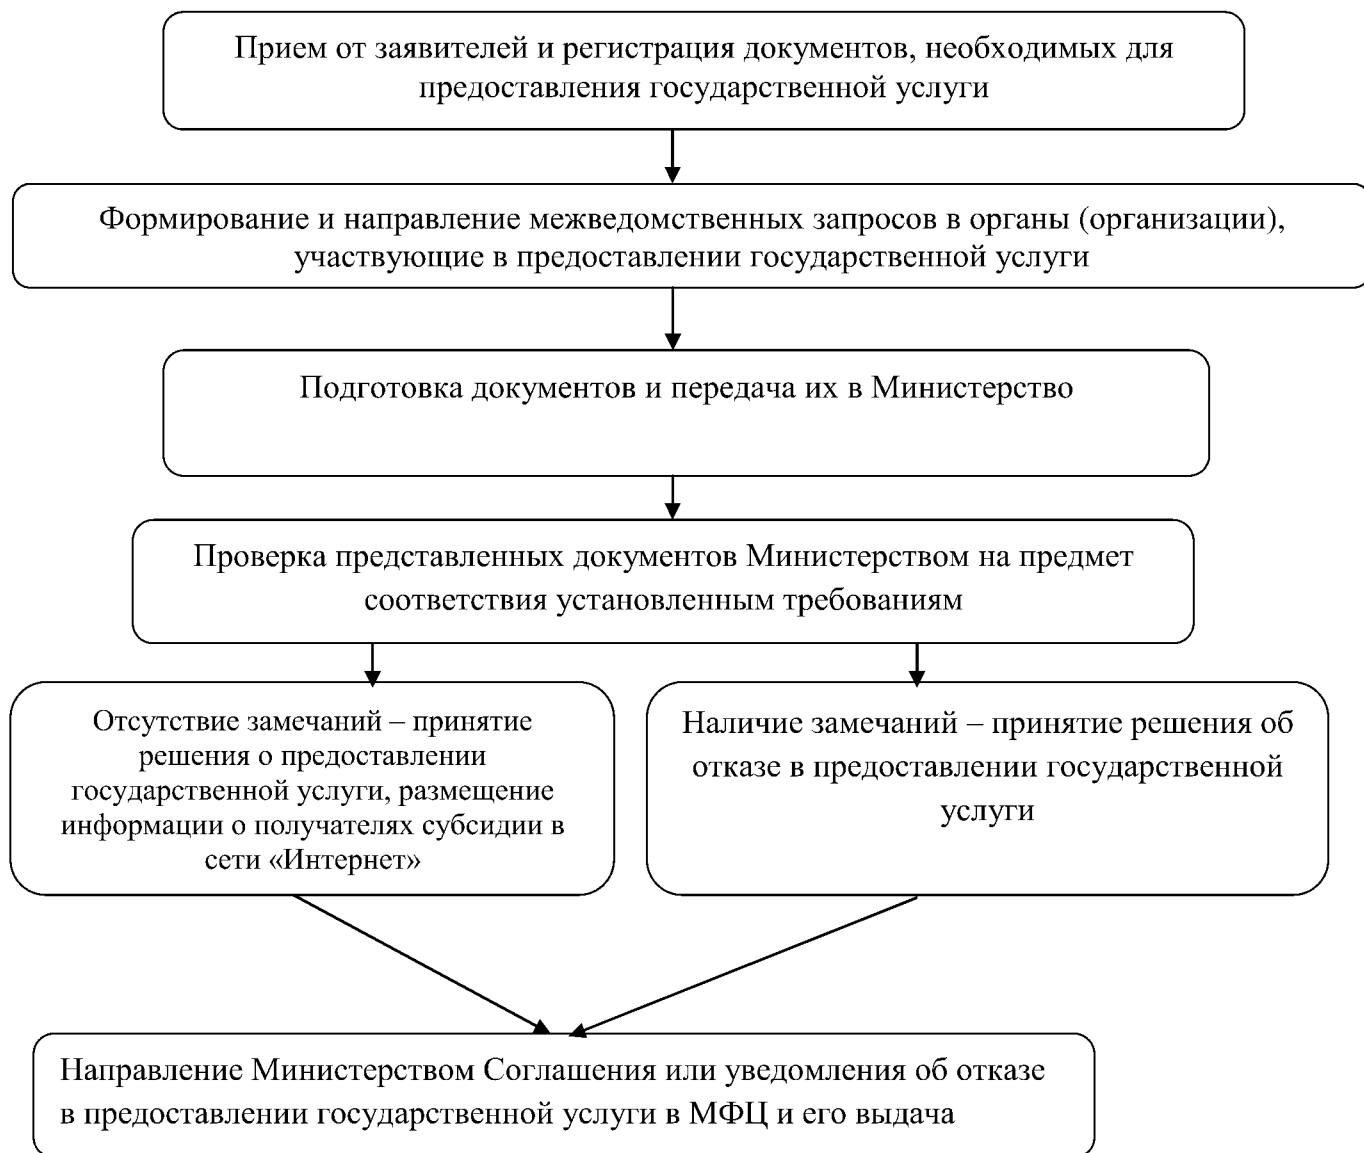 Прием от заявителей и регистрация документов, необходимых для
предоставления государственной услуги
Формирование и направление межведомственных запросов в органы (организации),
участвующие в предоставлении государственной услуги
Подготовка документов и передача их в Министерство
Проверка представленных документов Министерством на предмет
соответствия установленным требованиям
Отсутствие замечаний – принятие
решения о предоставлении
государственной услуги, размещение
информации о получателях субсидии в
сети «Интернет»
Наличие замечаний – принятие решения об
отказе в предоставлении государственной
услуги
Направление Министерством Соглашения или уведомления об отказе
в предоставлении государственной услуги в МФЦ и его выдача